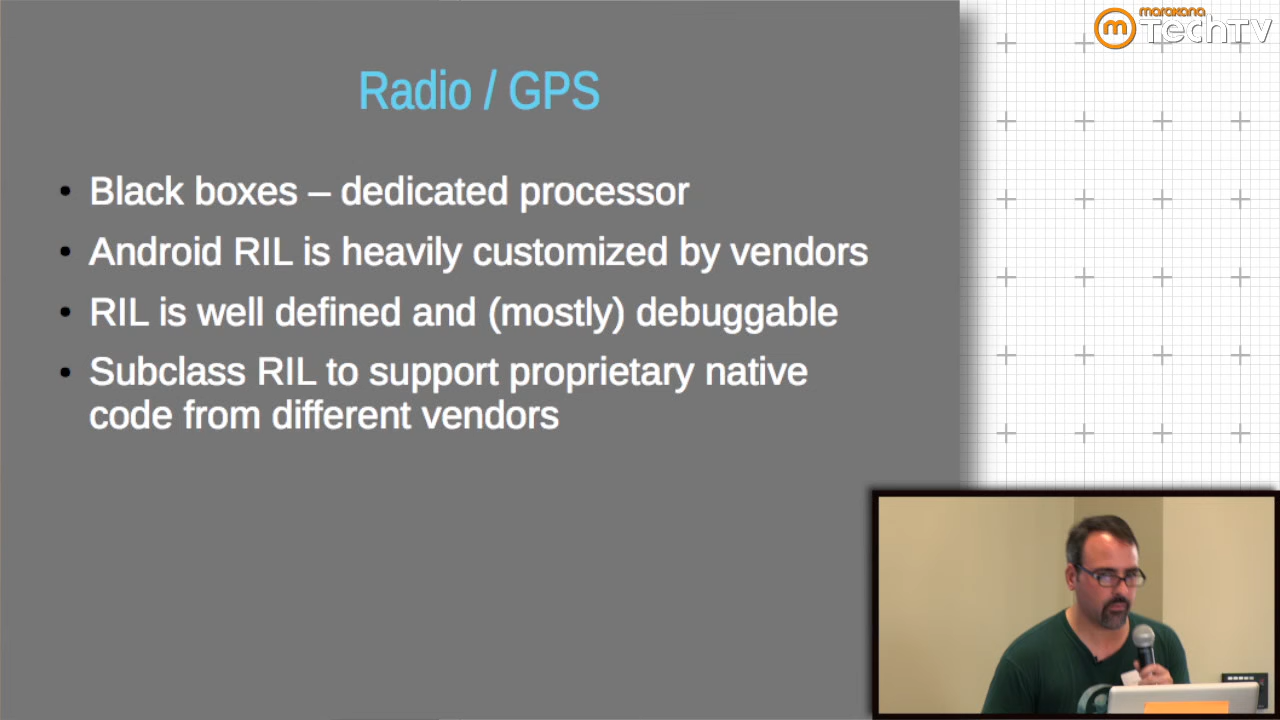 maraxana
m TechTV
Radio / GPS
• Black boxes – dedicated processor
• Android RIL is heavily customized by vendors
• RIL is well defined and (mostly) debuggable
• Subclass RIL to support proprietary native
code from different vendors